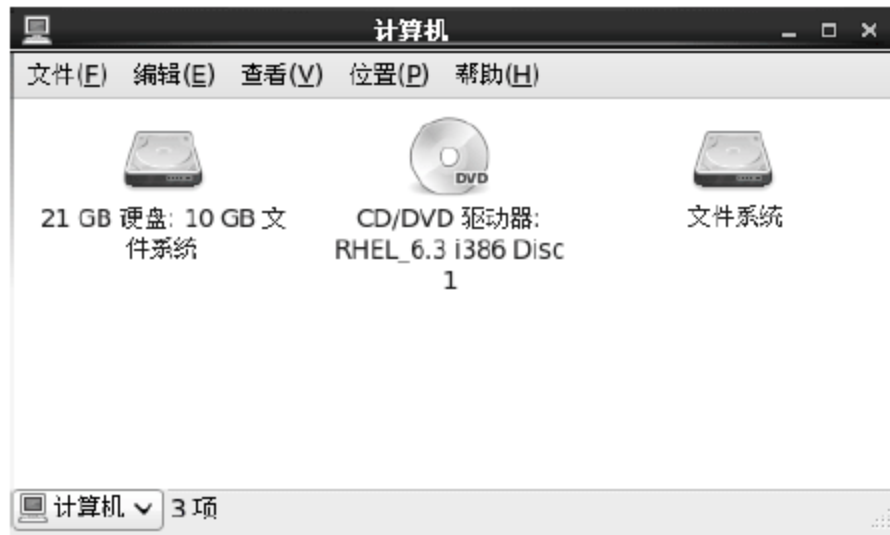 计算机
文件(F) 编辑(E) 查看(V) 位置(P) 帮助(H)
DVD
21 GB 硬盘: 10 GB 文
件系统
CD/DVD 驱动器:
RHEL_6.3 i386 Disc
1
文件系统
计算机 3 项